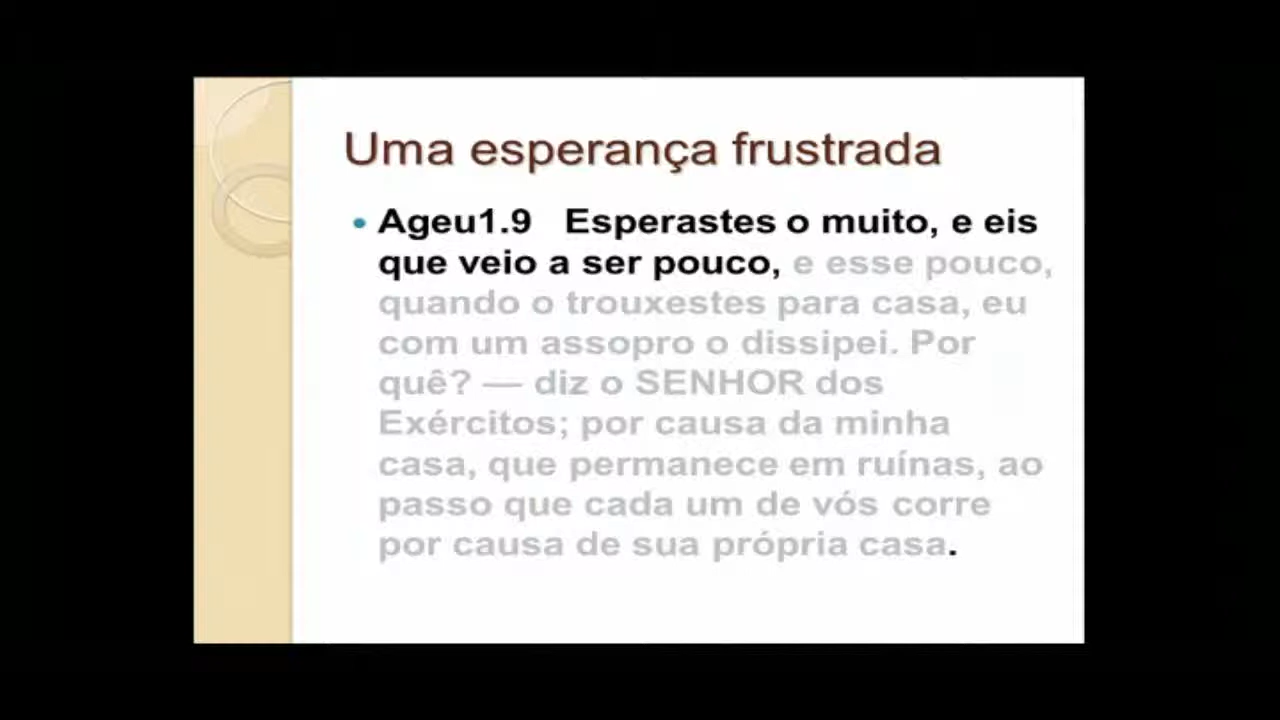 Uma esperança frustrada
• Ageu1.9 Esperastes o muito, e eis
que veio a ser pouco, e esse pouco,
quando o trouxestes para casa, eu
com um assopro o dissipei. Por
quê? — diz o SENHOR dos
Exércitos; por causa da minha
casa, que permanece em ruínas, ao
passo que cada um de vós corre
por causa de sua própria casa.